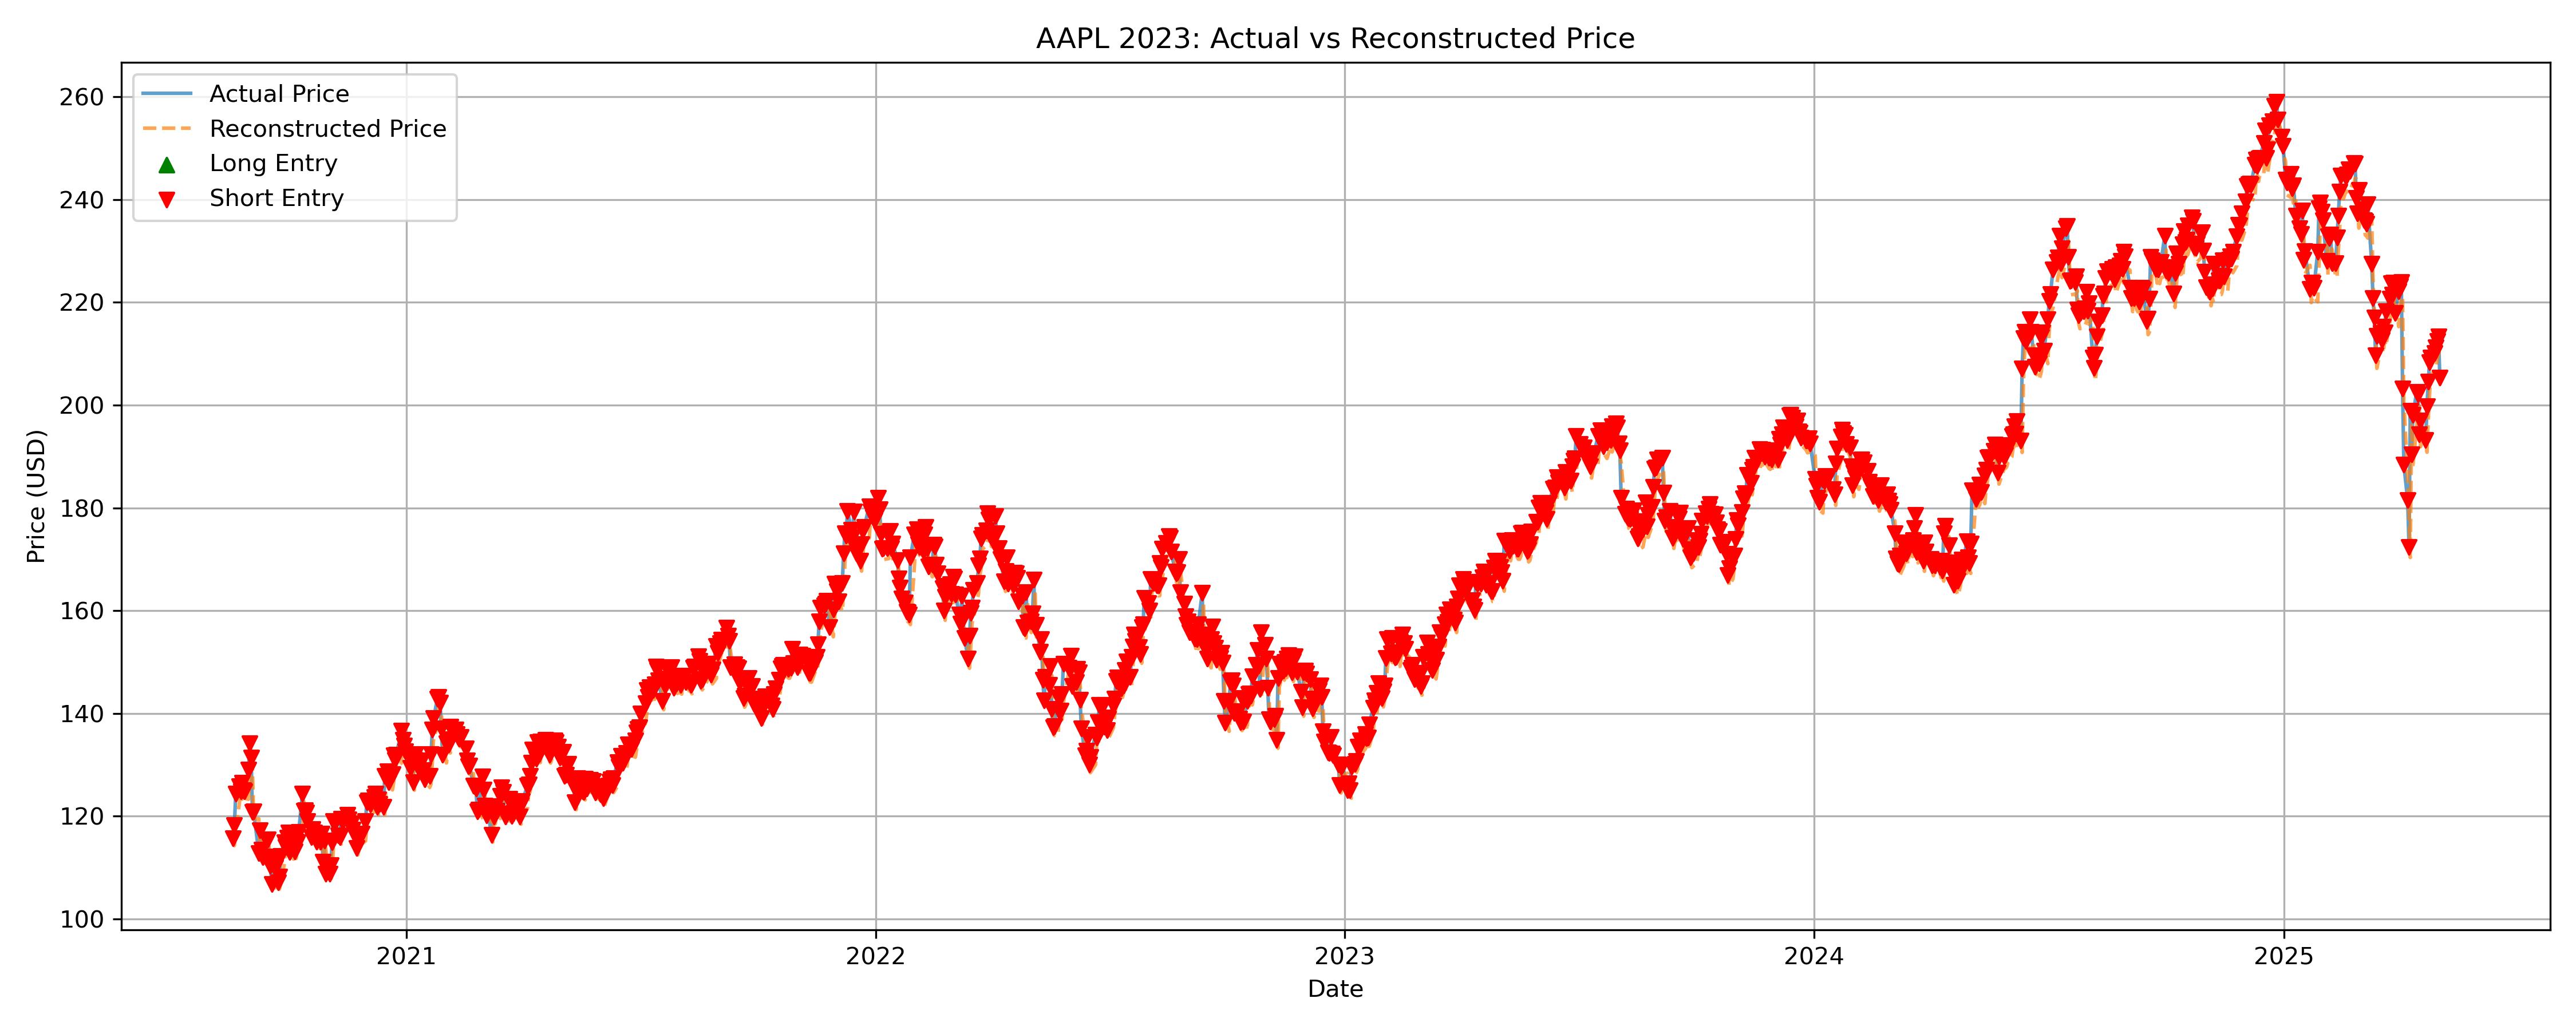 AAPL 2023: Actual vs Reconstructed Price
Actual Price
Reconstructed Price
Long Entry
Short Entry
Price (USD)
260
240
220
200
180
160
140
120
100
2021
2022
2023
2024
2025
Date